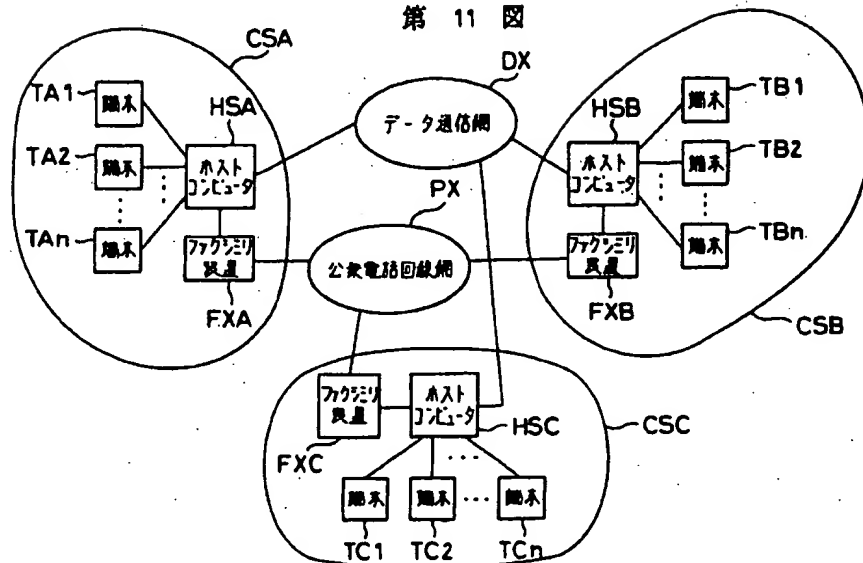 第 11 図
CSA
DX
TA1
端末
HSA
データ通信網
HSB
端末
TB1
TA2
端末
ホスト
コンピュータ
ホスト
コンピュータ
端末
TB2
PX
TAn
端末
ファクシミリ
装置
公衆電話回線網
ファクシミリ
装置
端末
TBn
FXA
FXB
CSB
ファクシミリ
装置
ホスト
コンピュータ
HSC
CSC
FXC
端末
端末
端末
TC1
TC2
TCn